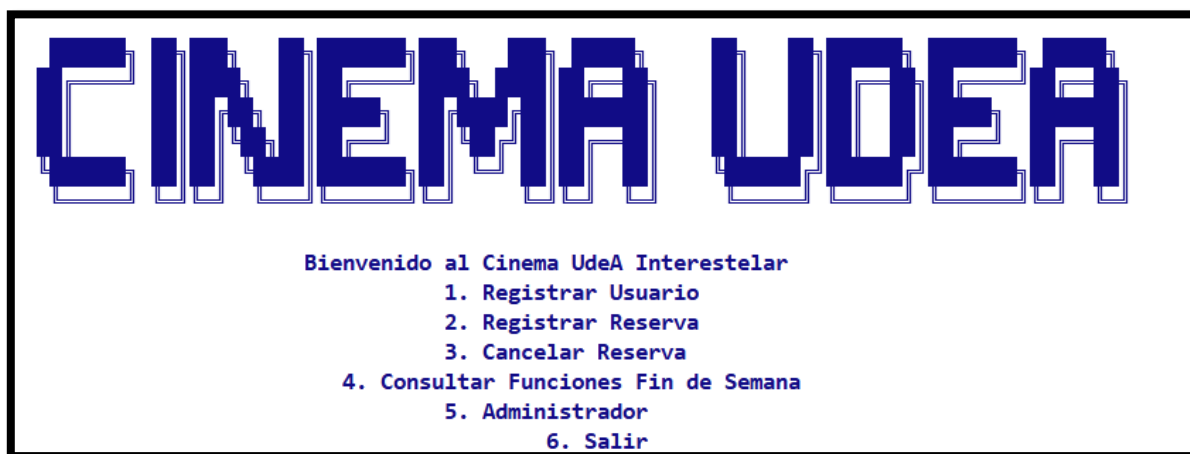 CINEMA UDEA
Bienvenido al Cinema UdeA Interestelar
1. Registrar Usuario
2. Registrar Reserva
3. Cancelar Reserva
4. Consultar Funciones Fin de Semana
5. Administrador
6. Salir